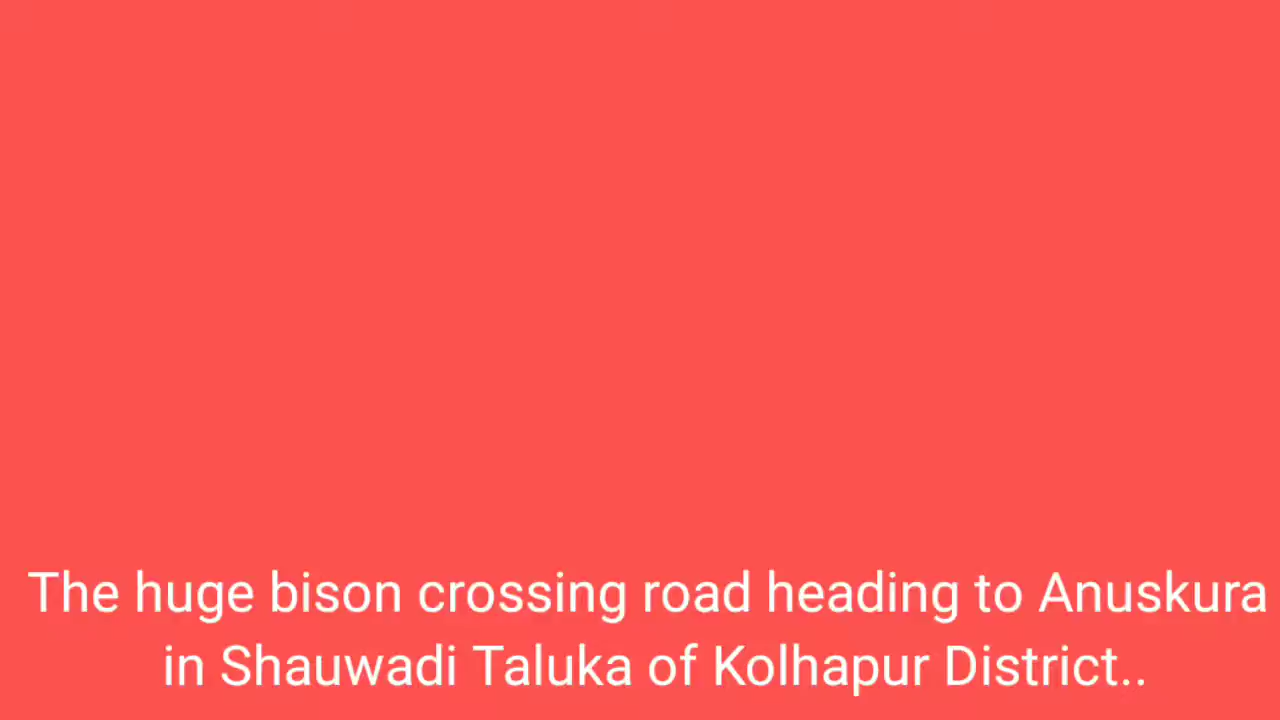 The huge bison crossing road heading to Anuskura
in Shauwadi Taluka of Kolhapur District..